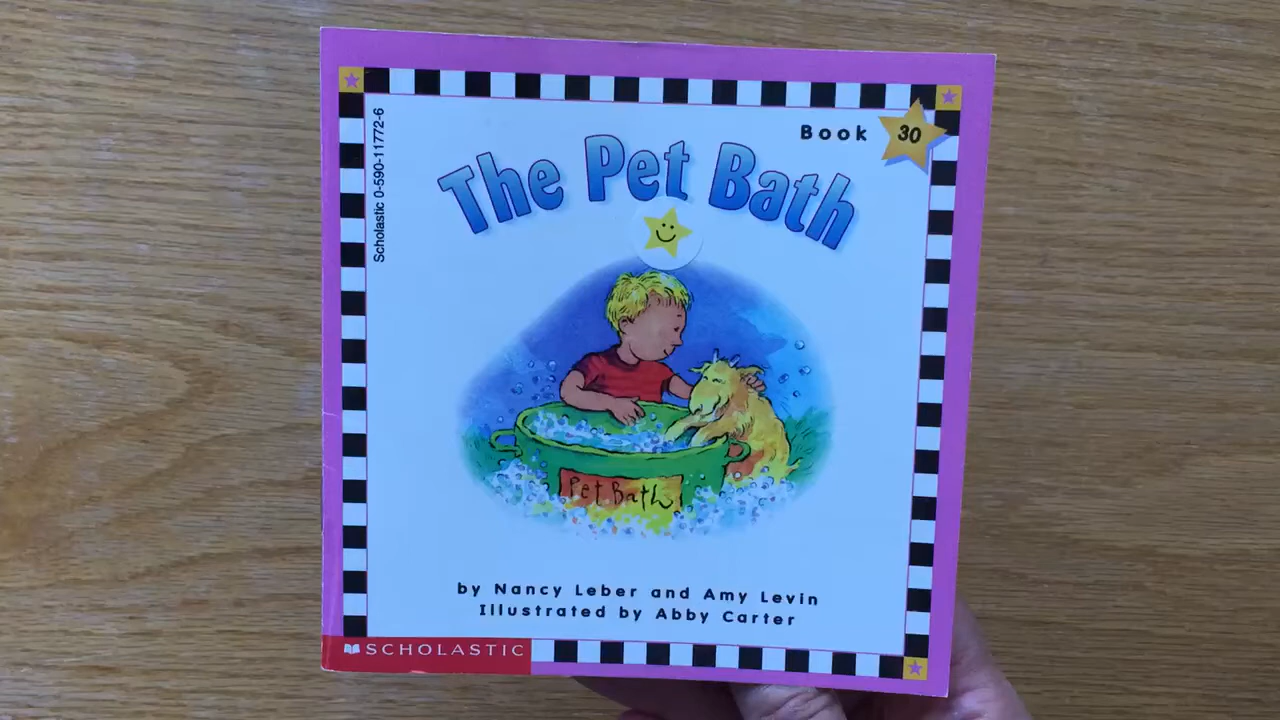 Scholastic 0-590-11772-6
Book 30
The Pet Bath
Pet Bath
by Nancy Leber and Amy Levin
Illustrated by Abby Carter
SCHOLASTIC